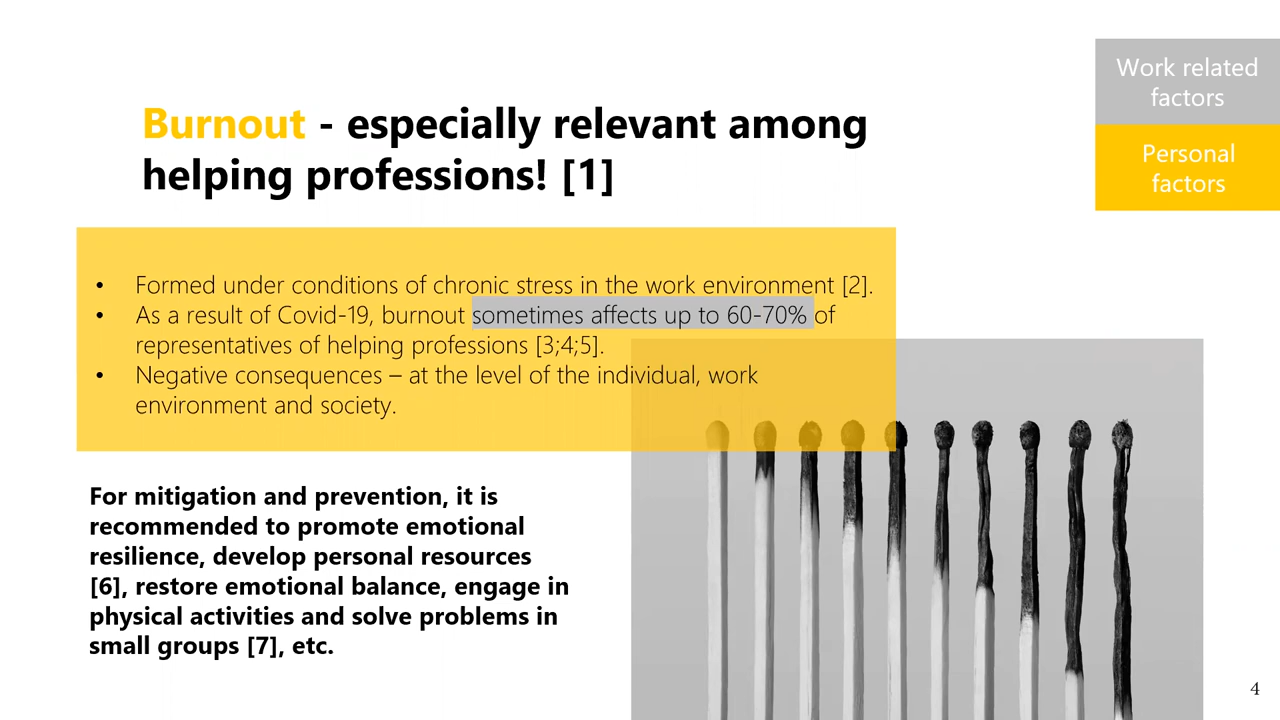 Work related
factors
Personal
factors
Burnout - especially relevant among
helping professions! [1]
• Formed under conditions of chronic stress in the work environment [2].
• As a result of Covid-19, burnout sometimes affects up to 60-70% of
representatives of helping professions [3;4;5].
• Negative consequences – at the level of the individual, work
environment and society.
For mitigation and prevention, it is
recommended to promote emotional
resilience, develop personal resources
[6], restore emotional balance, engage in
physical activities and solve problems in
small groups [7], etc.
4